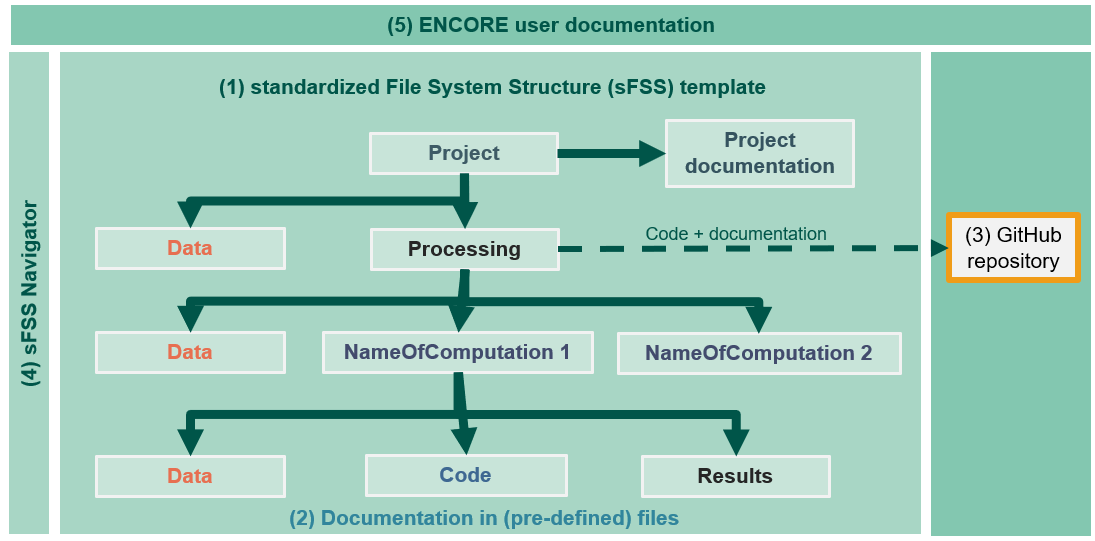 (5) ENCORE user documentation
(4) sFSS Navigator
(1) standardized File System Structure (sFSS) template
Project
Project
documentation
Data
Processing
Code + documentation
(3) GitHub
repository
Data
NameOfComputation 1
NameOfComputation 2
Data
Code
Results
(2) Documentation in (pre-defined) files